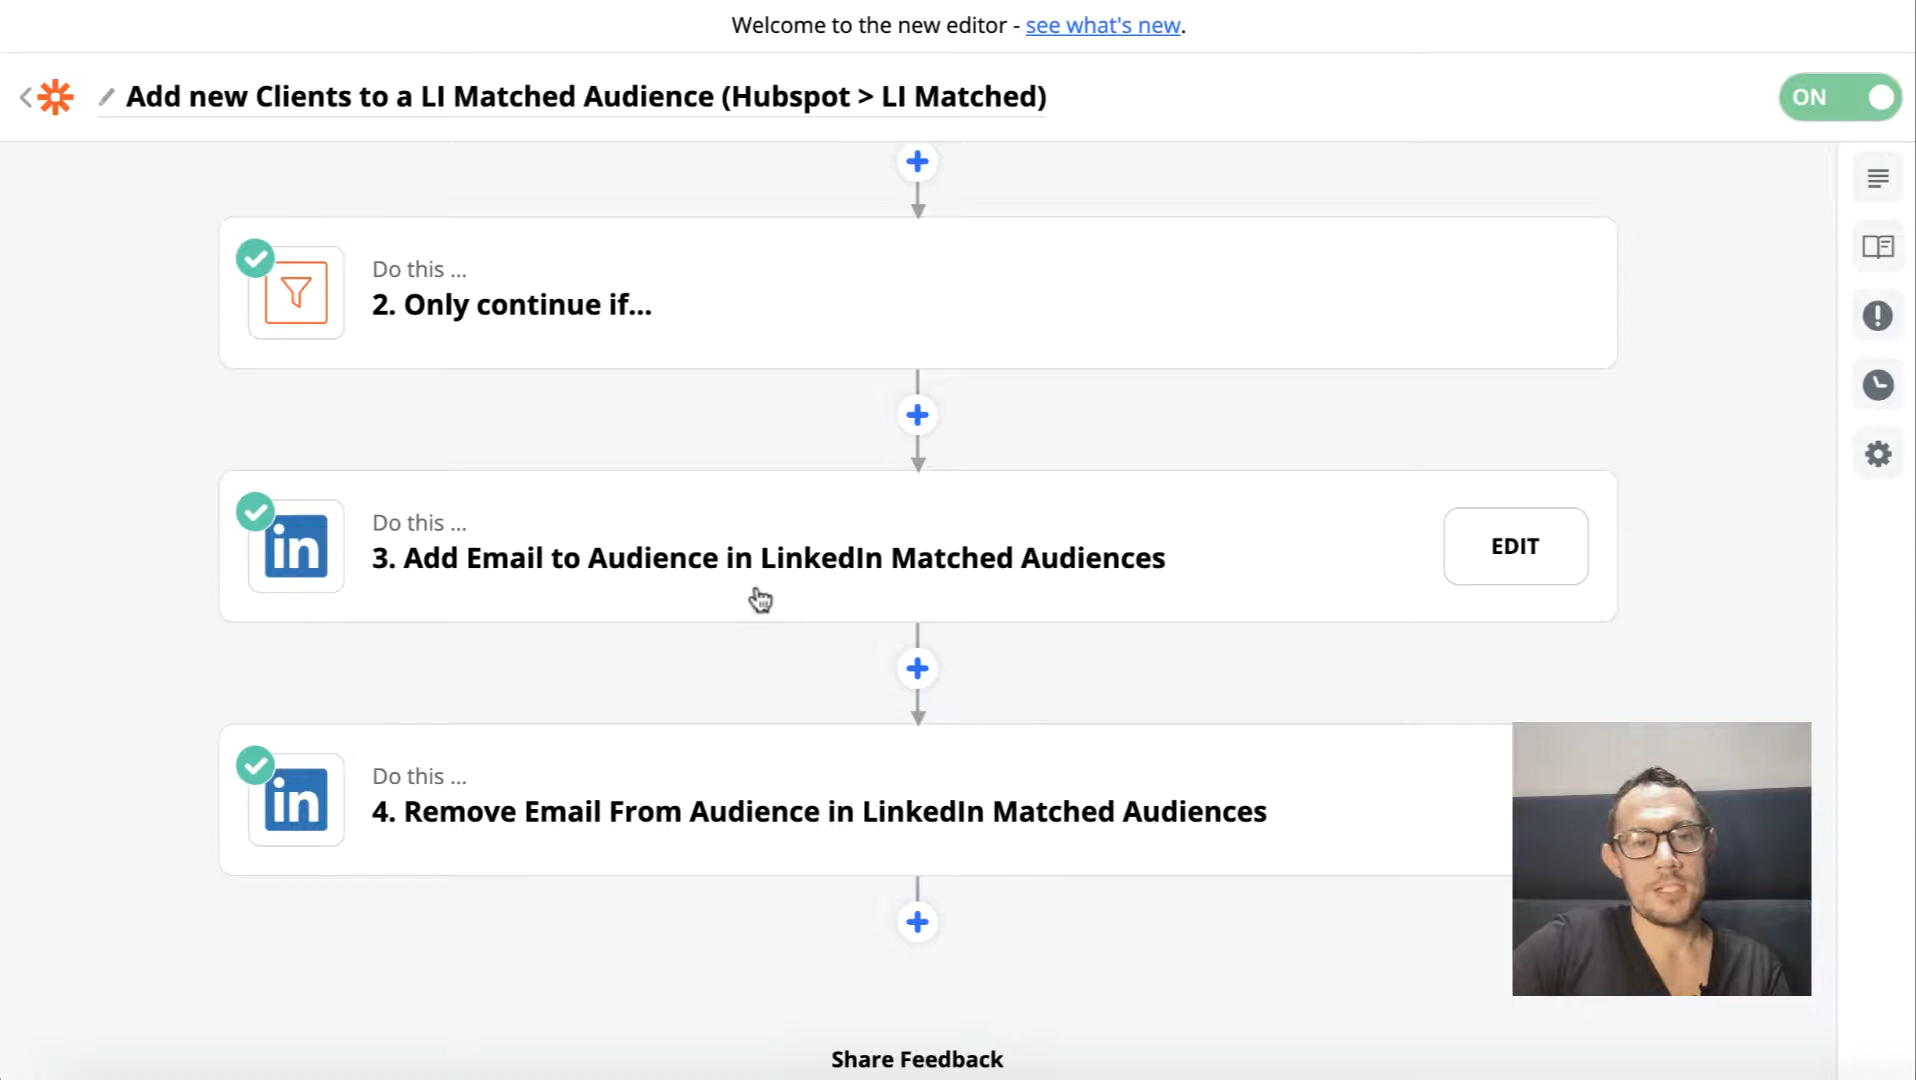 Welcome to the new editor - see what's new.
Add new Clients to a LI Matched Audience (Hubspot > LI Matched)
ON
Do this ...
2. Only continue if...
in
Do this ...
3. Add Email to Audience in LinkedIn Matched Audiences
EDIT
in
Do this ...
4. Remove Email From Audience in LinkedIn Matched Audiences
Share Feedback